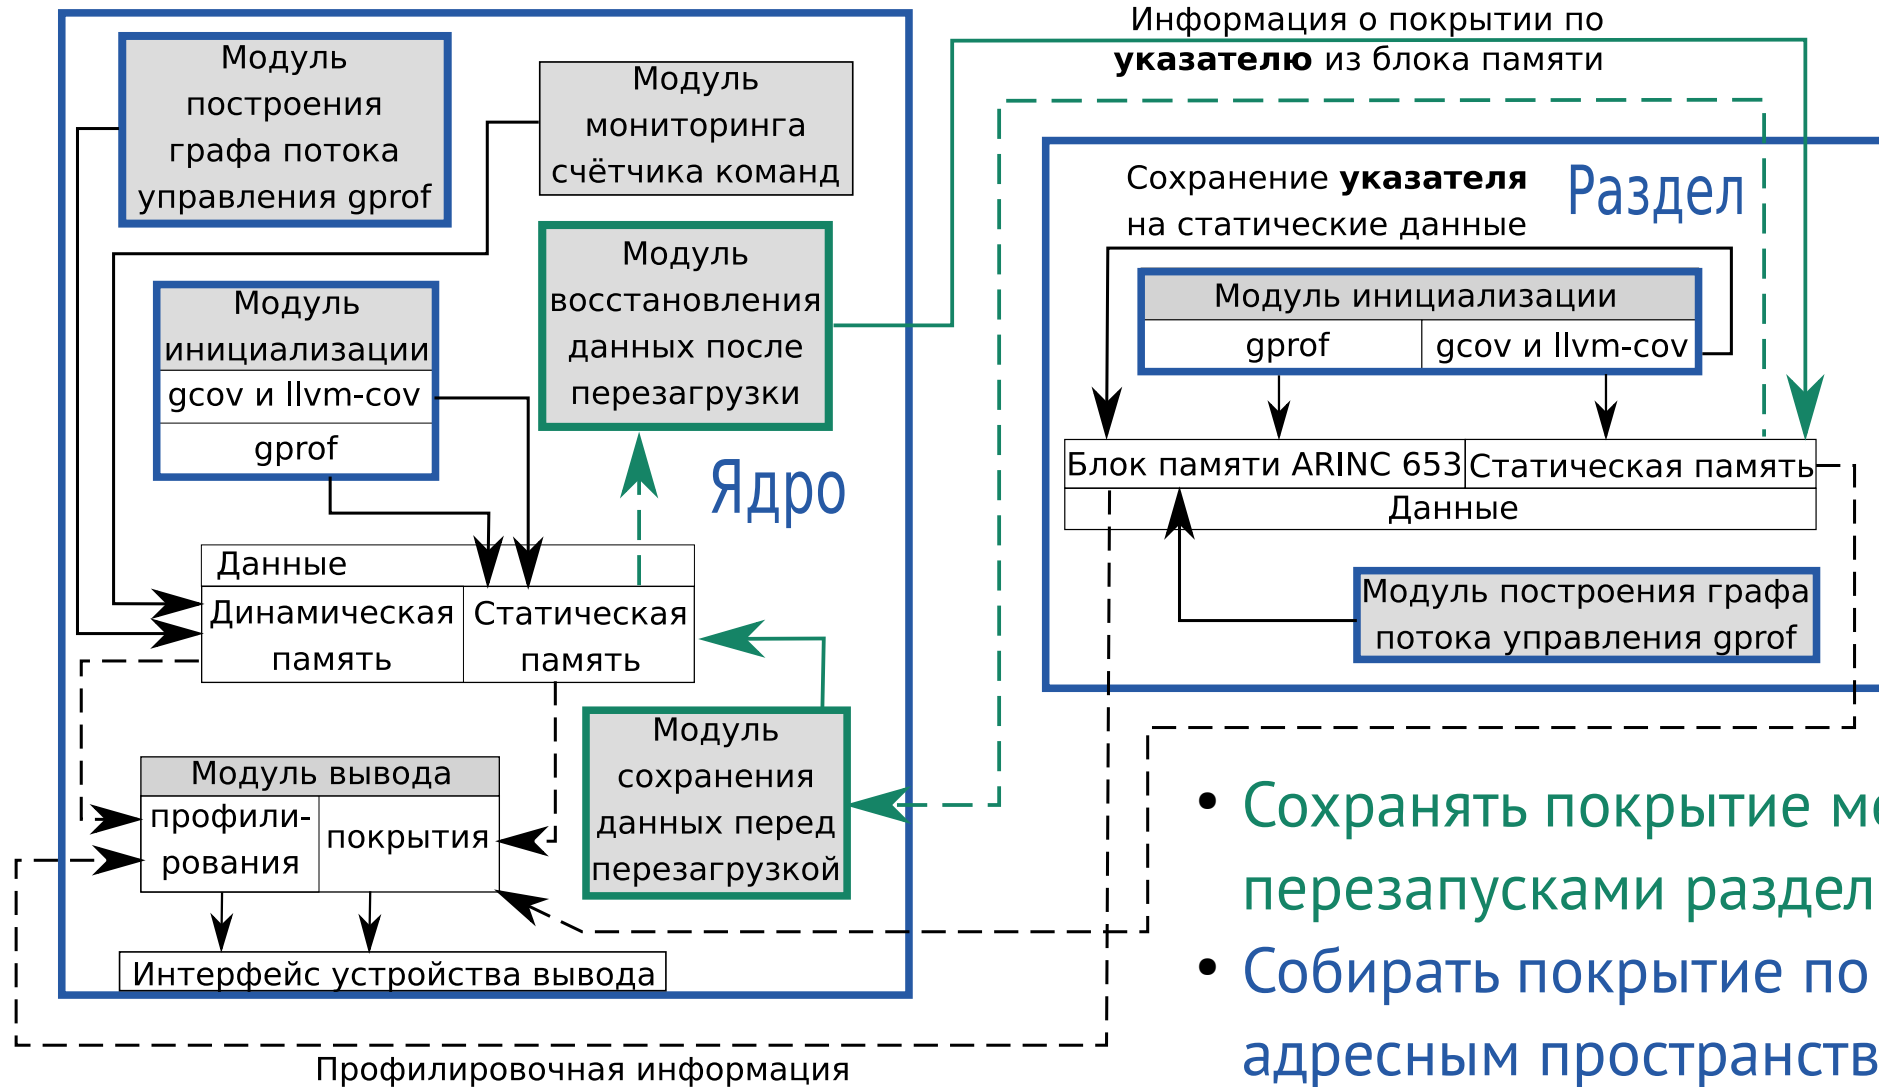 Модуль
построения
графа потока
управления gprof
Модуль
мониторинга
счётчика команд
Модуль
восстановления
данных после
перезагрузки
Модуль
инициализации
gcov и llvm-cov
gprof
Ядро
Данные
Динамическая
память
Статическая
память
Модуль
сохранения
данных перед
перезагрузкой
Модуль вывода
профили-
рования
покрытия
Интерфейс устройства вывода
Профилировочная информация
Информация о покрытии по
указателю из блока памяти
Сохранение указателя
на статические данные
Раздел
Модуль инициализации
gprof
gcov и llvm-cov
Блок памяти ARINC 653
Статическая память
Данные
Модуль построения графа
потока управления gprof
• Сохранять покрытие
перезапусками
• Собирать покрытие по
адресным